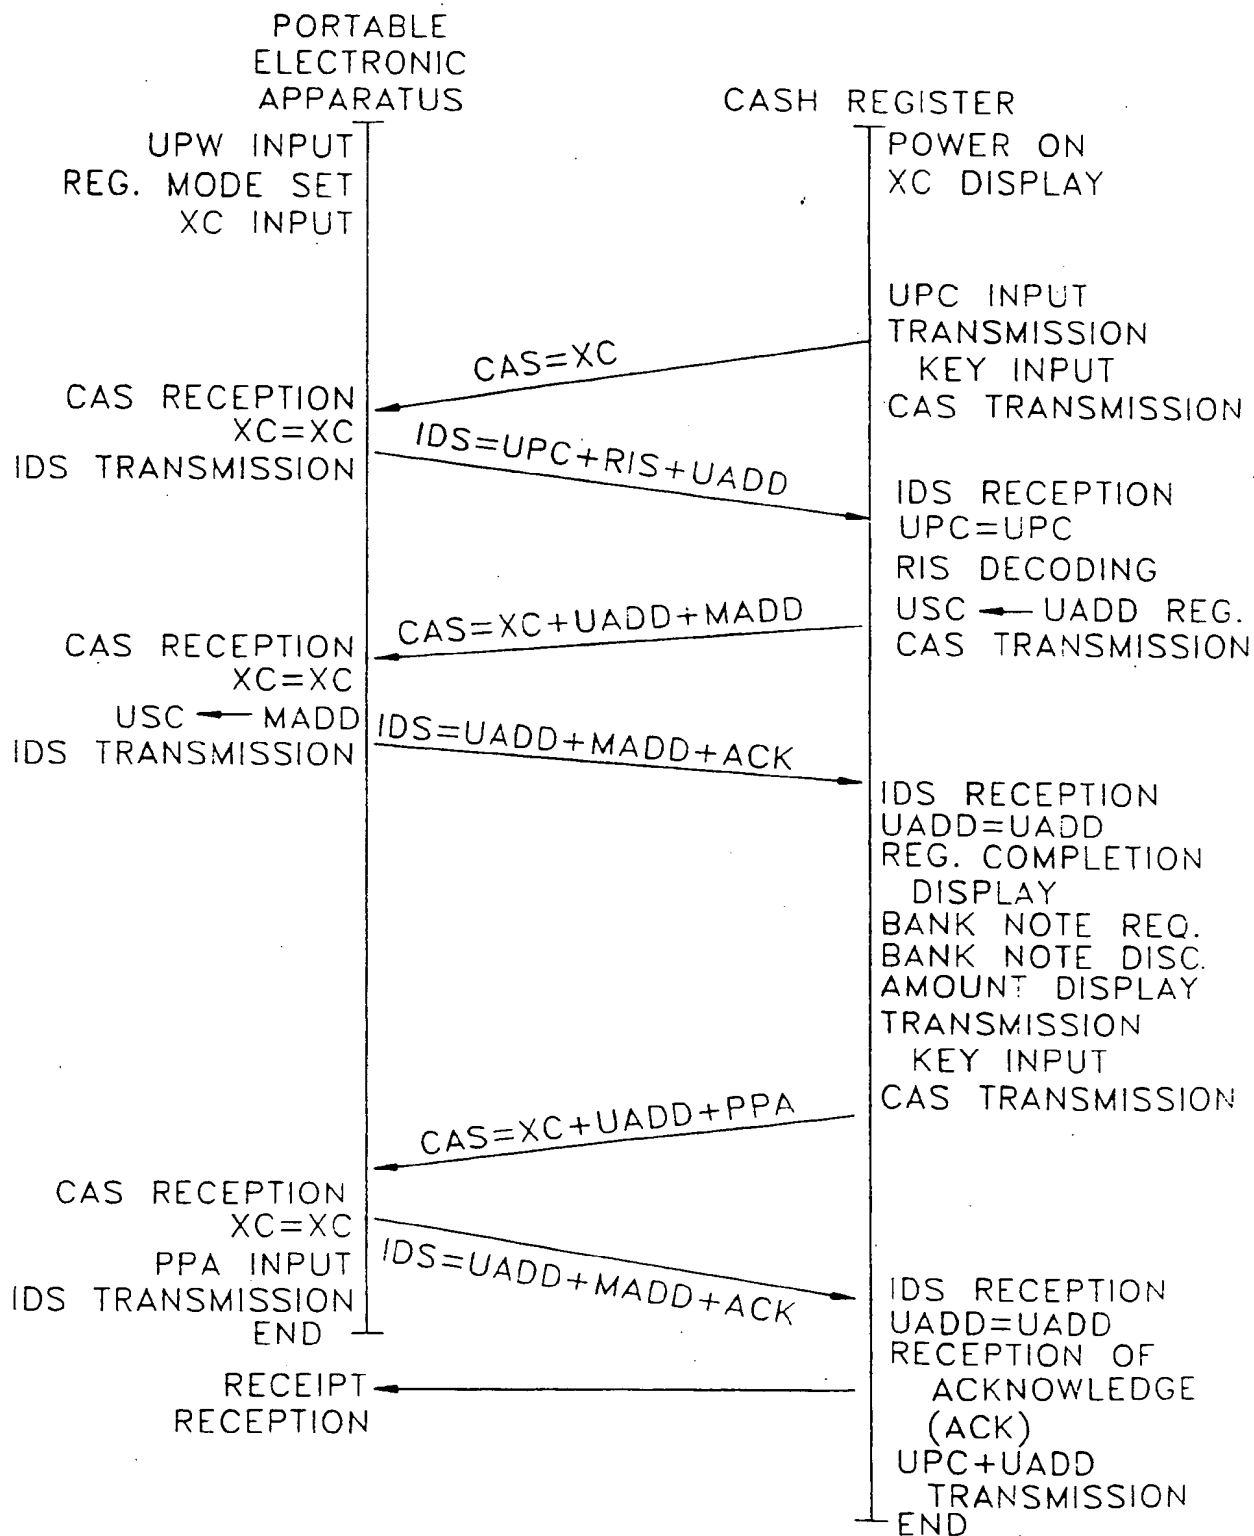 PORTABLE
ELECTRONIC
APPARATUS
CASH REGISTER
UPW INPUT
REG. MODE SET
XC INPUT
POWER ON
XC DISPLAY
UPC INPUT
TRANSMISSION
KEY INPUT
CAS TRANSMISSION
CAS=XC
CAS RECEPTION
XC=XC
IDS TRANSMISSION
IDS=UPC+RIS+UADD
IDS RECEPTION
UPC=UPC
RIS DECODING
USC ← UADD REG.
CAS TRANSMISSION
CAS=XC+UADD+MADD
CAS RECEPTION
XC=XC
USC ← MADD
IDS TRANSMISSION
IDS=UADD+MADD+ACK
IDS RECEPTION
UADD=UADD
REG. COMPLETION
DISPLAY
BANK NOTE REQ.
BANK NOTE DISC.
AMOUNT DISPLAY
TRANSMISSION
KEY INPUT
CAS TRANSMISSION
CAS=XC+UADD+PPA
CAS RECEPTION
XC=XC
PPA INPUT
IDS TRANSMISSION
END
IDS=UADD+MADD+ACK
IDS RECEPTION
UADD=UADD
RECEPTION OF
ACKNOWLEDGE
(ACK)
UPC+UADD
TRANSMISSION
END
RECEIPT
RECEPTION